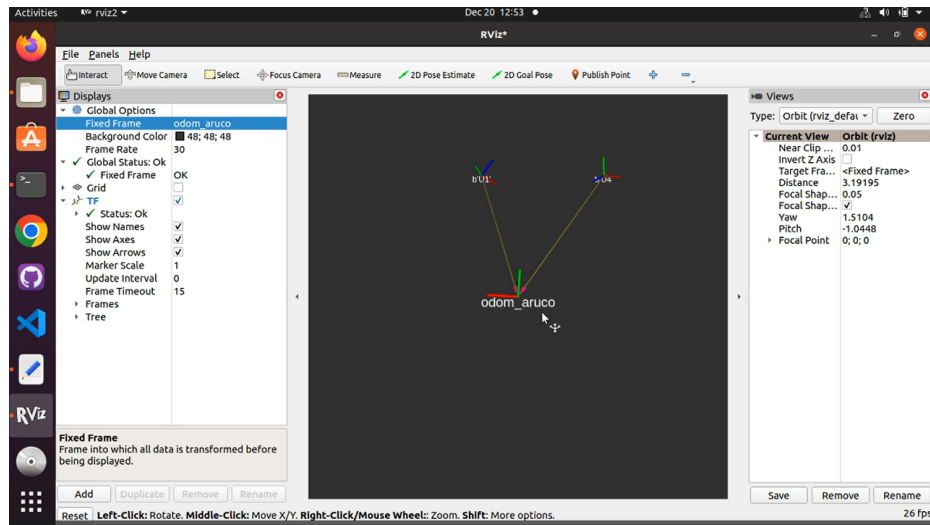 Activities
rviz2
Dec 20 12:53
RViz*
File Panels Help
Interact Move Camera Select Focus Camera Measure 2D Pose Estimate 2D Goal Pose Publish Point
Displays
Global Options
Fixed Frame odom_aruco
Background Color 48; 48; 48
Frame Rate 30
Global Status: Ok
Fixed Frame OK
Grid
TF
Status: Ok
Show Names
Show Axes
Show Arrows
Marker Scale 1
Update Interval 0
Frame Timeout 15
Frames
Tree
Fixed Frame
Frame into which all data is transformed before
being displayed.
Add Duplicate Remove Rename
odom_aruco
Views
Type: Orbit (rviz_defau Zero
Current View Orbit (rviz)
Near Clip ... 0.01
Invert Z Axis
Target Fra... <Fixed Frame>
Distance 3.19195
Focal Shap... 0.05
Focal Shap...
Yaw 1.5104
Pitch -1.0448
Focal Point 0; 0; 0
Save Remove Rename
Reset Left-Click: Rotate. Middle-Click: Move X/Y. Right-Click/Mouse Wheel:: Zoom. Shift: More options.
26 fps
RViz